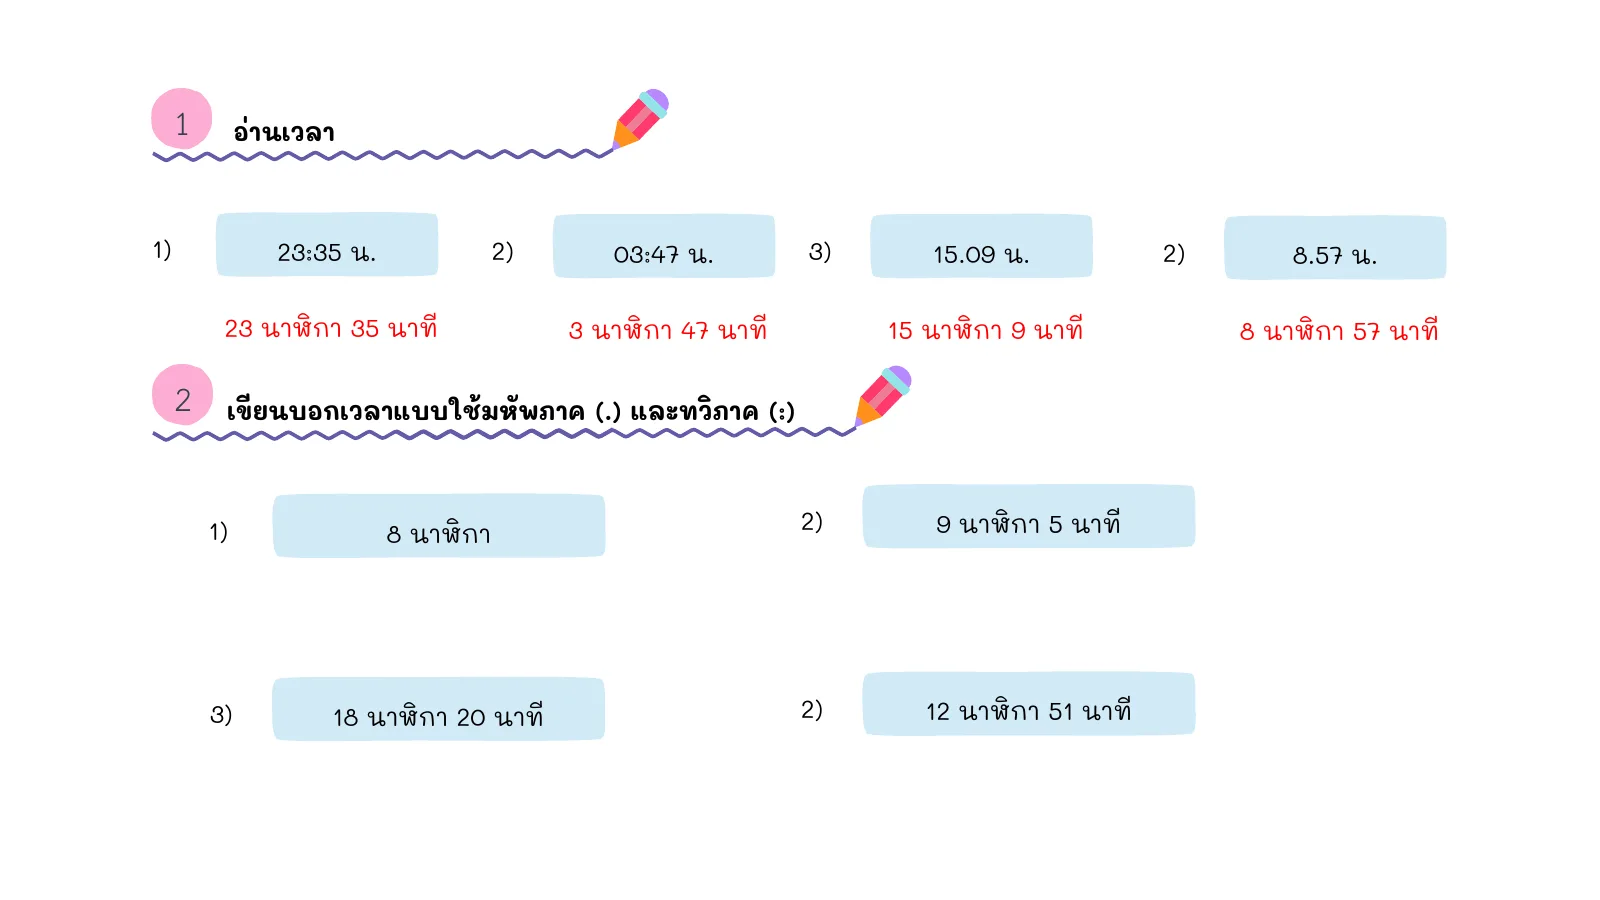 1 อ่านเวลา
1) 23:35 น. 2) 03:47 น. 3) 15.09 น. 2) 8.57 น.
23 นาฬิกา 35 นาที 3 นาฬิกา 47 นาที 15 นาฬิกา 9 นาที 8 นาฬิกา 57 นาที
2 เขียนบอกเวลาแบบใช้มหัพภาค (.) และทวิภาค (:)
1) 8 นาฬิกา 2) 9 นาฬิกา 5 นาที
3) 18 นาฬิกา 20 นาที 2) 12 นาฬิกา 51 นาที